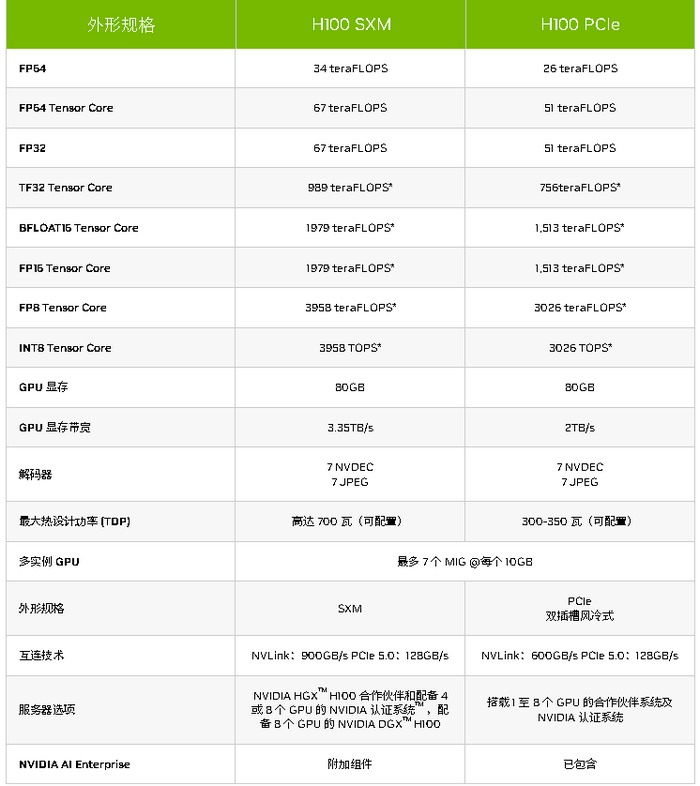 外形规格 H100 SXM H100 PCIe
FP64 34 teraFLOPS 26 teraFLOPS
FP64 Tensor Core 67 teraFLOPS 51 teraFLOPS
FP32 67 teraFLOPS 51 teraFLOPS
TF32 Tensor Core 989 teraFLOPS* 756teraFLOPS*
BFLOAT16 Tensor Core 1979 teraFLOPS* 1,513 teraFLOPS*
FP16 Tensor Core 1979 teraFLOPS* 1,513 teraFLOPS*
FP8 Tensor Core 3958 teraFLOPS* 3026 teraFLOPS*
INT8 Tensor Core 3958 TOPS* 3026 TOPS*
GPU 显存 80GB 80GB
GPU 显存带宽 3.35TB/s 2TB/s
解码器
7 NVDEC
7 JPEG
7 NVDEC
7 JPEG
最大热设计功率 (TDP) 高达 700 瓦（可配置） 300-350 瓦（可配置）
多实例 GPU 最多 7 个 MIG @每个 10GB
外形规格 SXM
PCIe
双插槽风冷式
互连技术 NVLink：900GB/s PCIe 5.0：128GB/s NVLink：600GB/s PCIe 5.0：128GB/s
服务器选项
NVIDIA HGX™ H100 合作伙伴和配备 4
或 8 个 GPU 的 NVIDIA 认证系统™，配
备 8 个 GPU 的 NVIDIA DGX™ H100
搭载 1 至 8 个 GPU 的合作伙伴系统及
NVIDIA 认证系统
NVIDIA AI Enterprise 附加组件 已包含